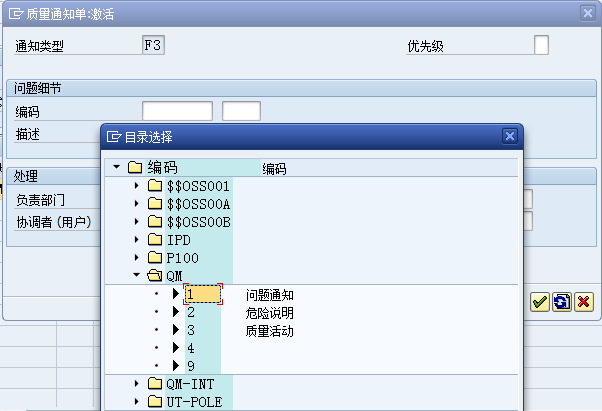 质量通知单:激活
通知类型 F3 优先级
问题细节
编码
描述
目录选择
编码 编码
$$OSS001
$$OSS00A
$$OSS00B
IPD
P100
QM
1 问题通知
2 危险说明
3 质量活动
4
9
QM-INT
UT-POLE
处理
负责部门
协调者(用户)